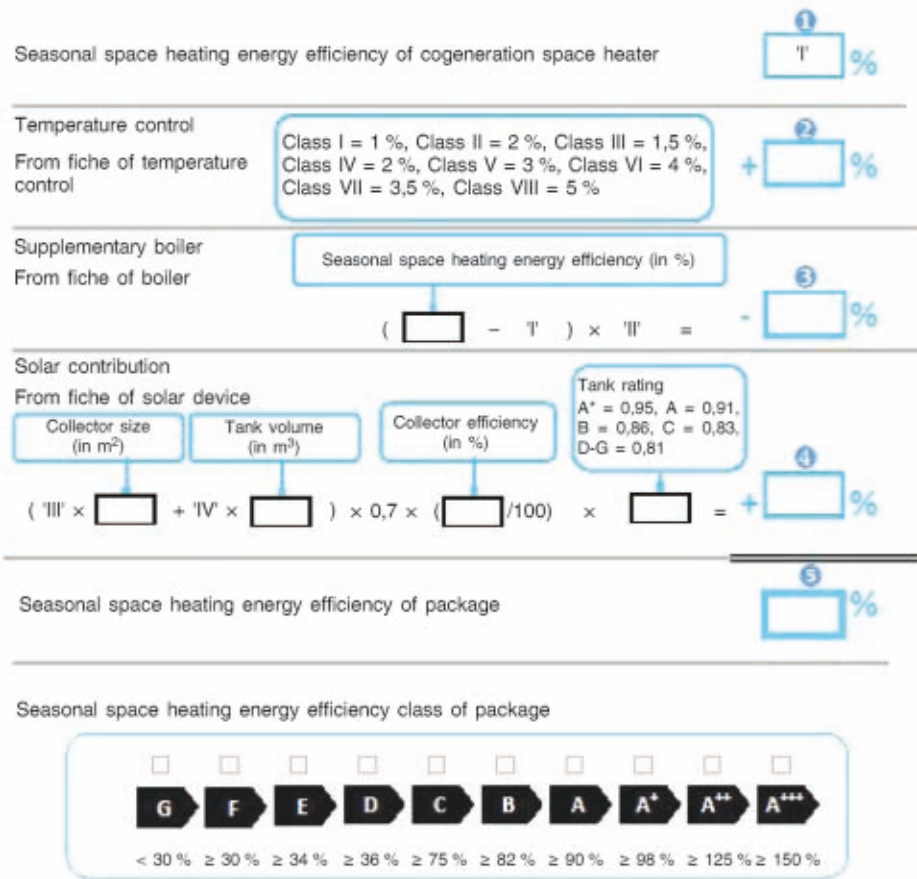 ❶
Seasonal space heating energy efficiency of cogeneration space heater 'I' %
Temperature control
From fiche of temperature control
Class I = 1 %, Class II = 2 %, Class III = 1,5 %,
Class IV = 2 %, Class V = 3 %, Class VI = 4 %,
Class VII = 3,5 %, Class VIII = 5 %
❷
+ %
Supplementary boiler
From fiche of boiler
Seasonal space heating energy efficiency (in %)
❸
( − 'I' ) × 'II' = - %
Solar contribution
From fiche of solar device
Collector size
(in m²)
Tank volume
(in m³)
Collector efficiency
(in %)
Tank rating
A* = 0,95, A = 0,91,
B = 0,86, C = 0,83,
D-G = 0,81
❹
( 'III' × + 'IV' × ) × 0,7 × ( /100) × = + %
❺
Seasonal space heating energy efficiency of package %
Seasonal space heating energy efficiency class of package
G F E D C B A A⁺ A⁺⁺ A⁺⁺⁺
< 30 % ≥ 30 % ≥ 34 % ≥ 36 % ≥ 75 % ≥ 82 % ≥ 90 % ≥ 98 % ≥ 125 % ≥ 150 %